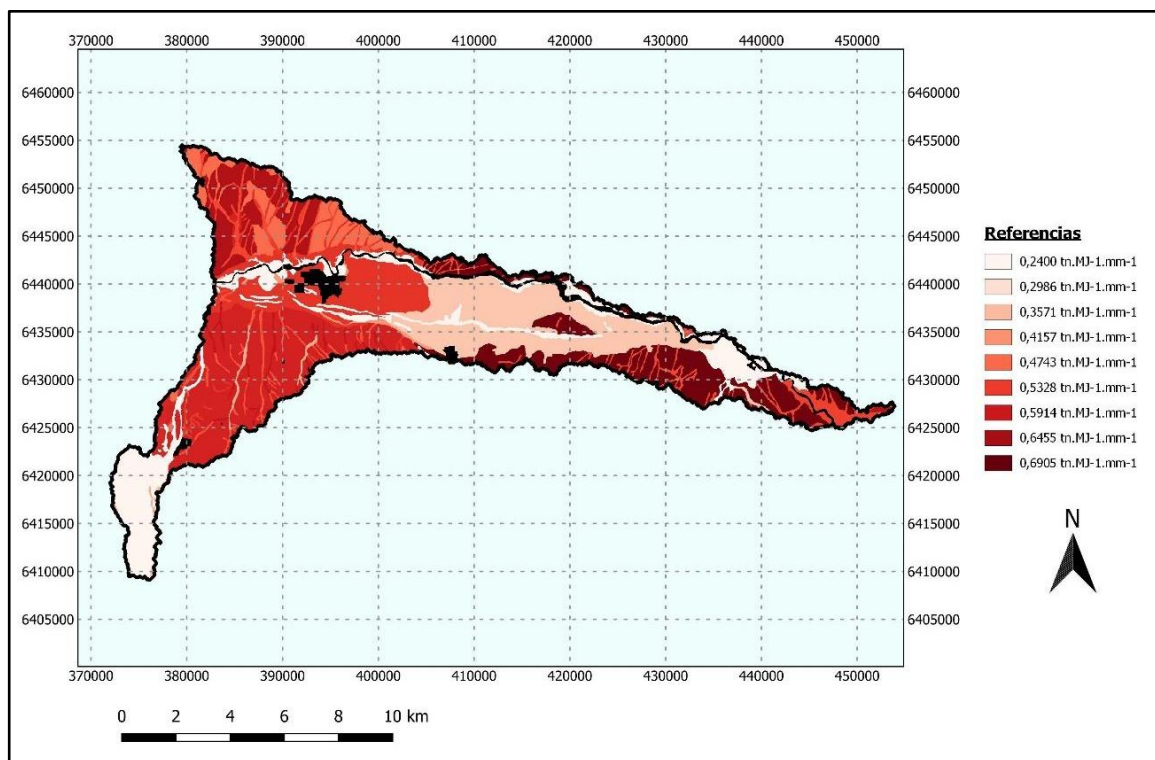 370000 380000 390000 400000 410000 420000 430000 440000 450000
6460000 6460000
6455000 6455000
6450000 6450000
6445000 6445000
6440000 6440000
6435000 6435000
6430000 6430000
6425000 6425000
6420000 6420000
6415000 6415000
6410000 6410000
6405000 6405000
370000 380000 390000 400000 410000 420000 430000 440000 450000
Referencias
0,2400 tn.MJ-1.mm-1
0,2986 tn.MJ-1.mm-1
0,3571 tn.MJ-1.mm-1
0,4157 tn.MJ-1.mm-1
0,4743 tn.MJ-1.mm-1
0,5328 tn.MJ-1.mm-1
0,5914 tn.MJ-1.mm-1
0,6455 tn.MJ-1.mm-1
0,6905 tn.MJ-1.mm-1
N
0 2 4 6 8 10 km